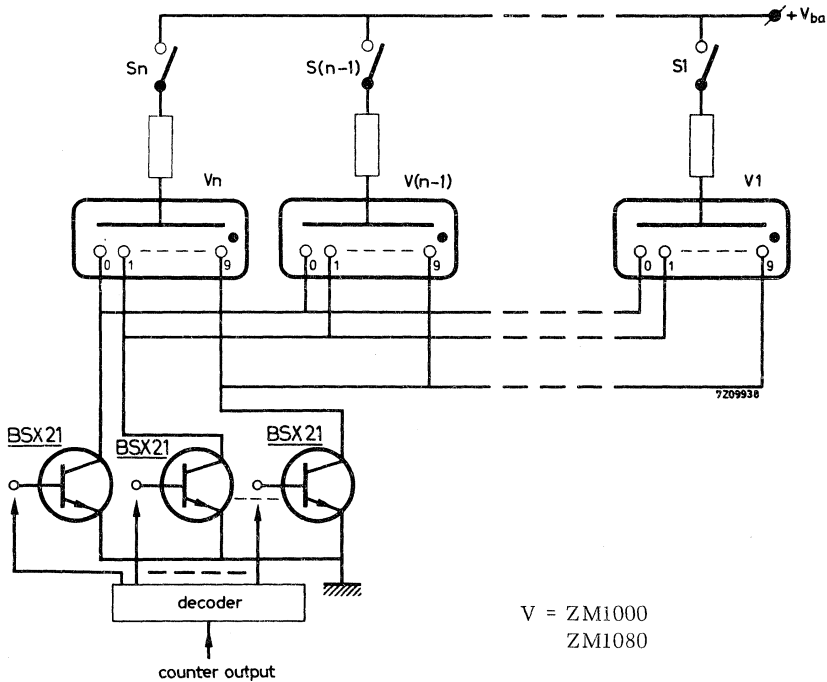 + Vba
Sn
S(n-1)
S1
Vn
V(n-1)
V1
0 1 9
0 1 9
0 1 9
7Z09938
BSX21
BSX21
BSX21
decoder
counter output
V = ZM1000
ZM1080